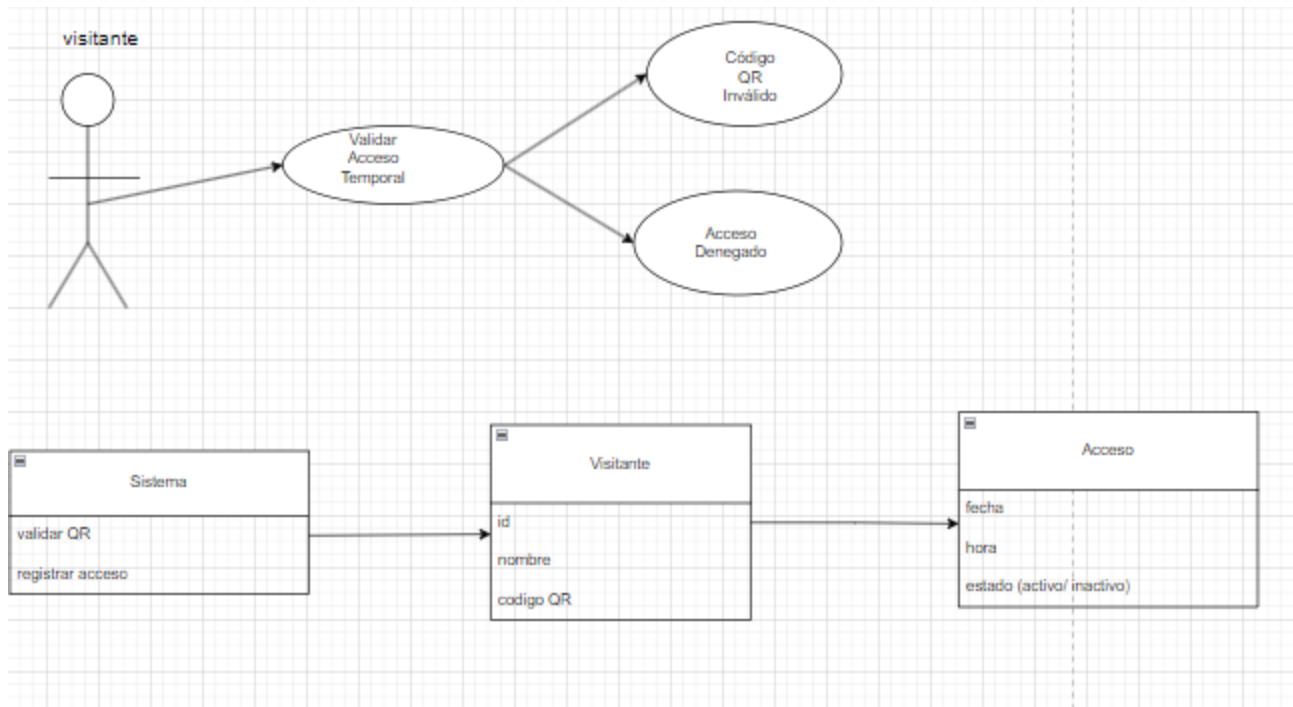 visitante
Código
QR
Inválido
Validar
Acceso
Temporal
Acceso
Denegado
Sistema
validar QR
registrar acceso
Visitante
id
nombre
codigo QR
Acceso
fecha
hora
estado (activo/ inactivo)